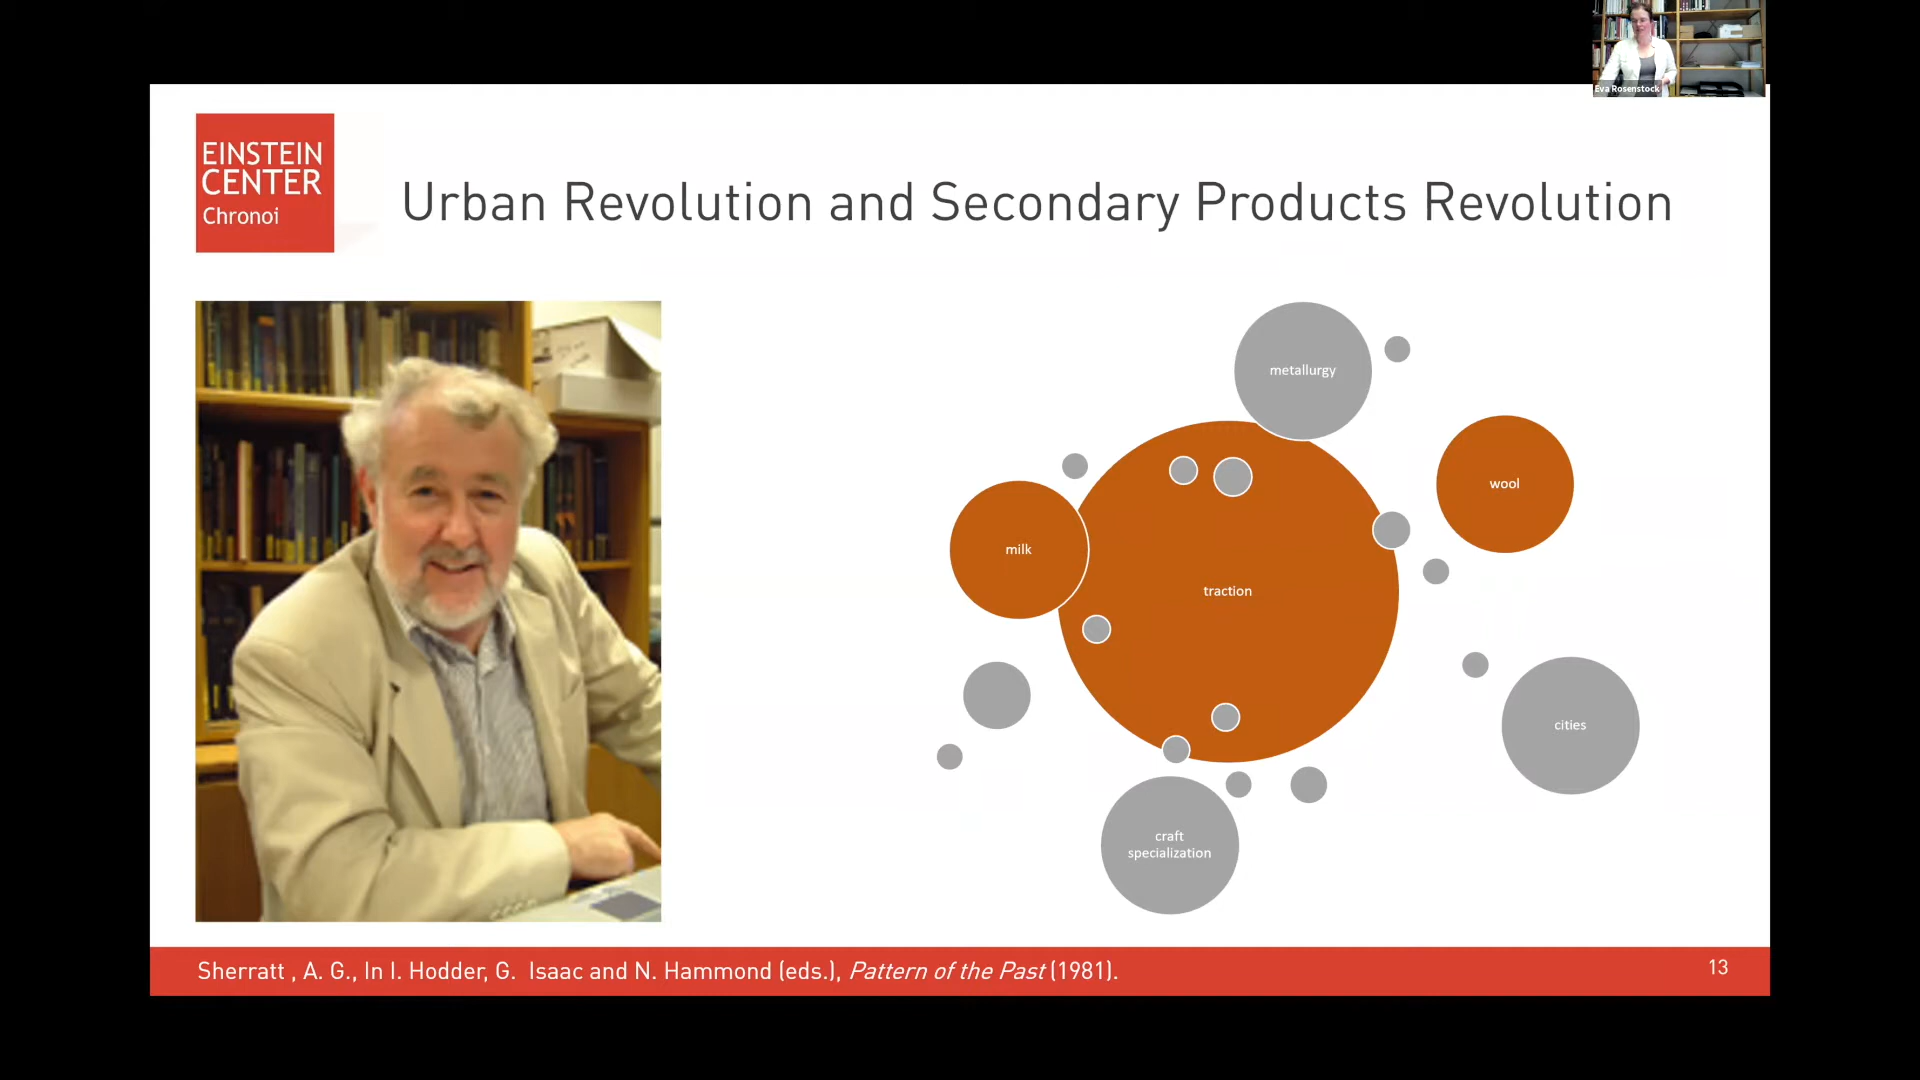 Eva Rosenstock
EINSTEIN
CENTER
Chronoi
Urban Revolution and Secondary Products Revolution
metallurgy
wool
milk
traction
cities
craft
specialization
Sherratt , A. G., In I. Hodder, G. Isaac and N. Hammond (eds.), Pattern of the Past (1981).
13